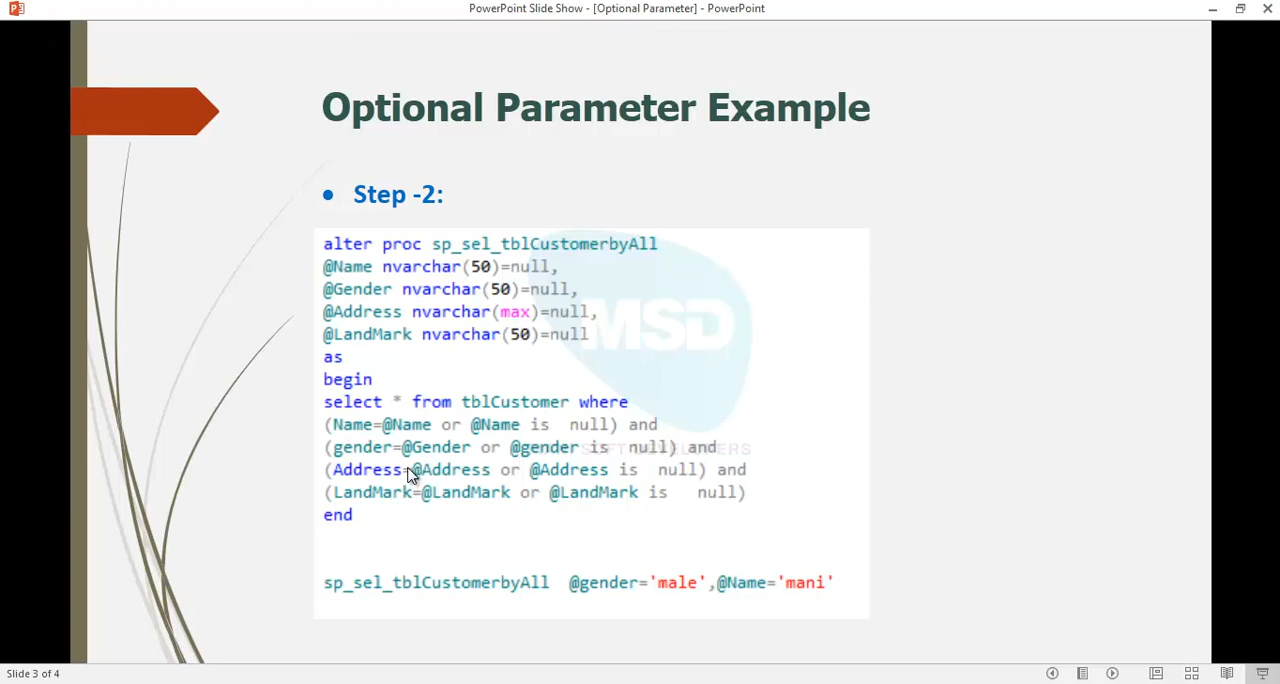 PowerPoint Slide Show - [Optional Parameter] - PowerPoint
Optional Parameter Example
• Step -2:
alter proc sp_sel_tblCustomerbyAll
@Name nvarchar(50)=null,
@Gender nvarchar(50)=null,
@Address nvarchar(max)=null,
@LandMark nvarchar(50)=null
as
begin
select * from tblCustomer where
(Name=@Name or @Name is null) and
(gender=@Gender or @gender is null) and
(Address=@Address or @Address is null) and
(LandMark=@LandMark or @LandMark is null)
end
sp_sel_tblCustomerbyAll @gender='male',@Name='mani'
MSD
SOFT DEVELOPERS
Slide 3 of 4